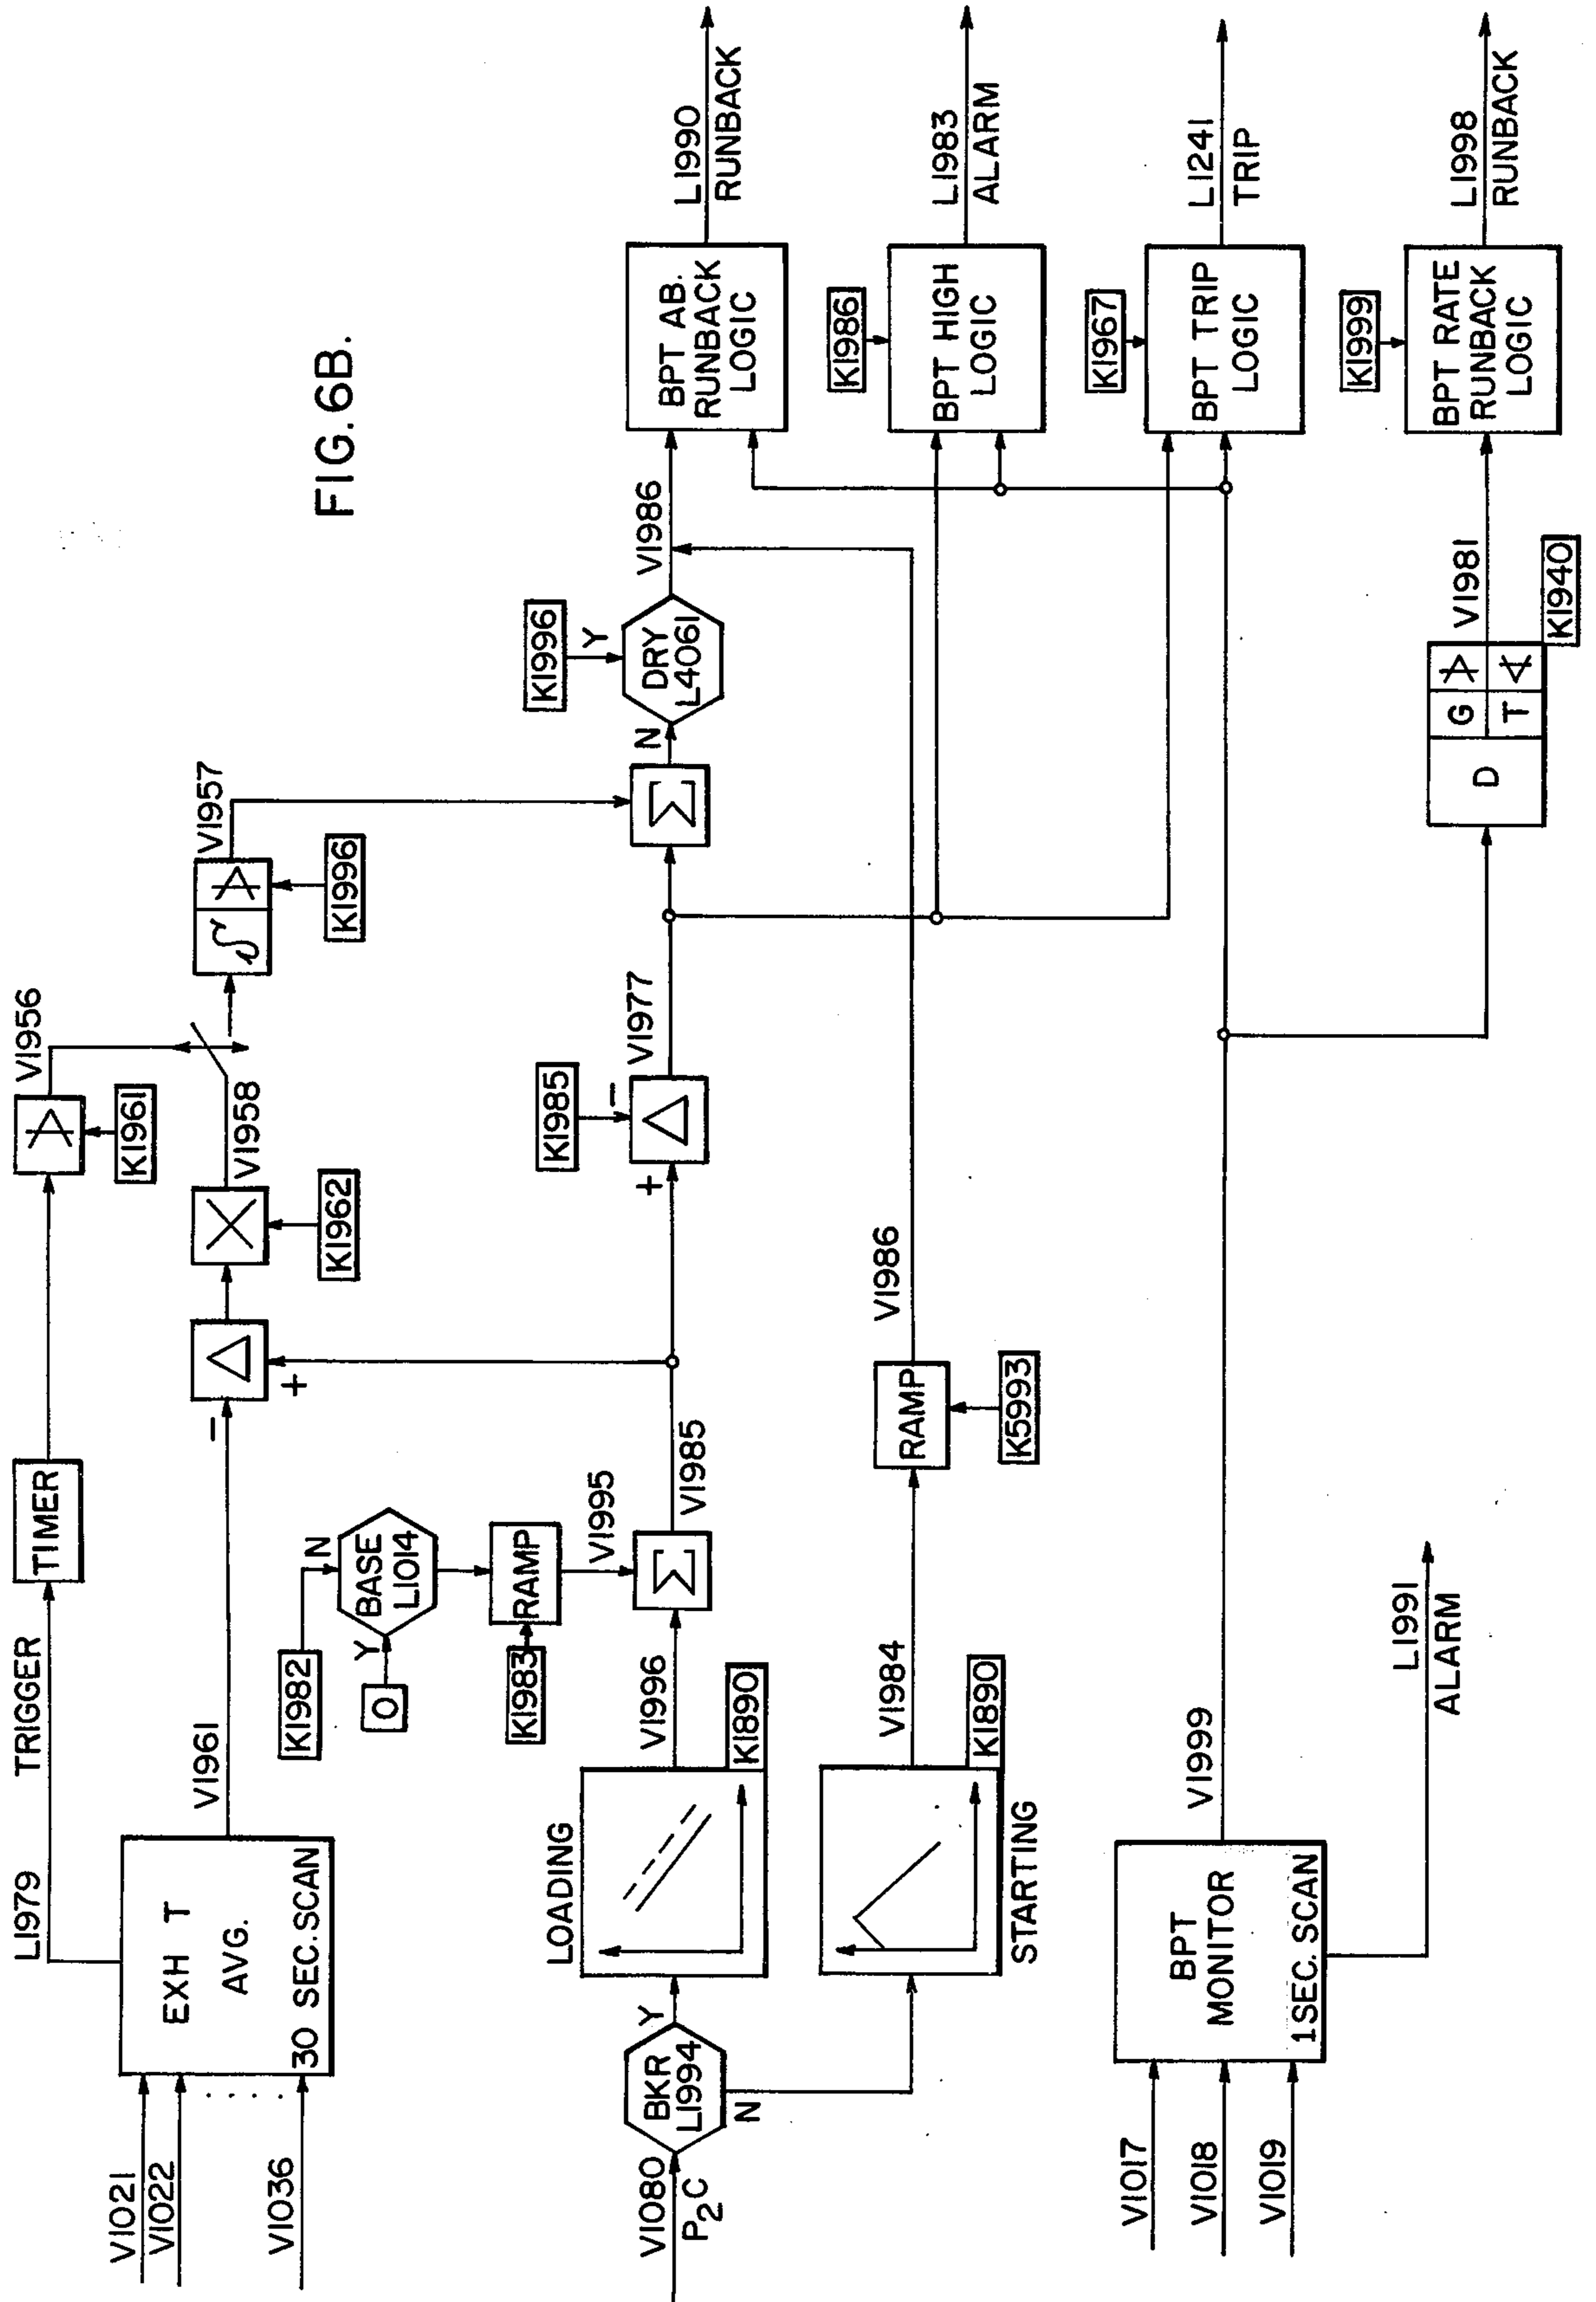 FIG. 6B.
L1979 TRIGGER
TIMER
K1961
V1956
V1021
V1022
V1036
EXH T
AVG.
30 SEC. SCAN
V1961
−
+
K1962
V1958
K1996
V1957
K1982
N
BASE
L1014
Y
O
K1983
RAMP
V1995
V1080
P2C
BKR
L1994
Y
N
LOADING
K1890
V1996
Σ
V1985
K1985
−
+
V1977
Σ
N
K1996
Y
DRY
L4061
V1986
BPT AB.
RUNBACK
LOGIC
L1990
RUNBACK
STARTING
K1890
V1984
RAMP
K5993
V1986
K1986
BPT HIGH
LOGIC
L1983
ALARM
K1967
BPT TRIP
LOGIC
L1241
TRIP
V1017
V1018
V1019
BPT
MONITOR
1 SEC. SCAN
V1999
L1991
ALARM
D
G
T
K1940
V1981
K1999
BPT RATE
RUNBACK
LOGIC
L1998
RUNBACK